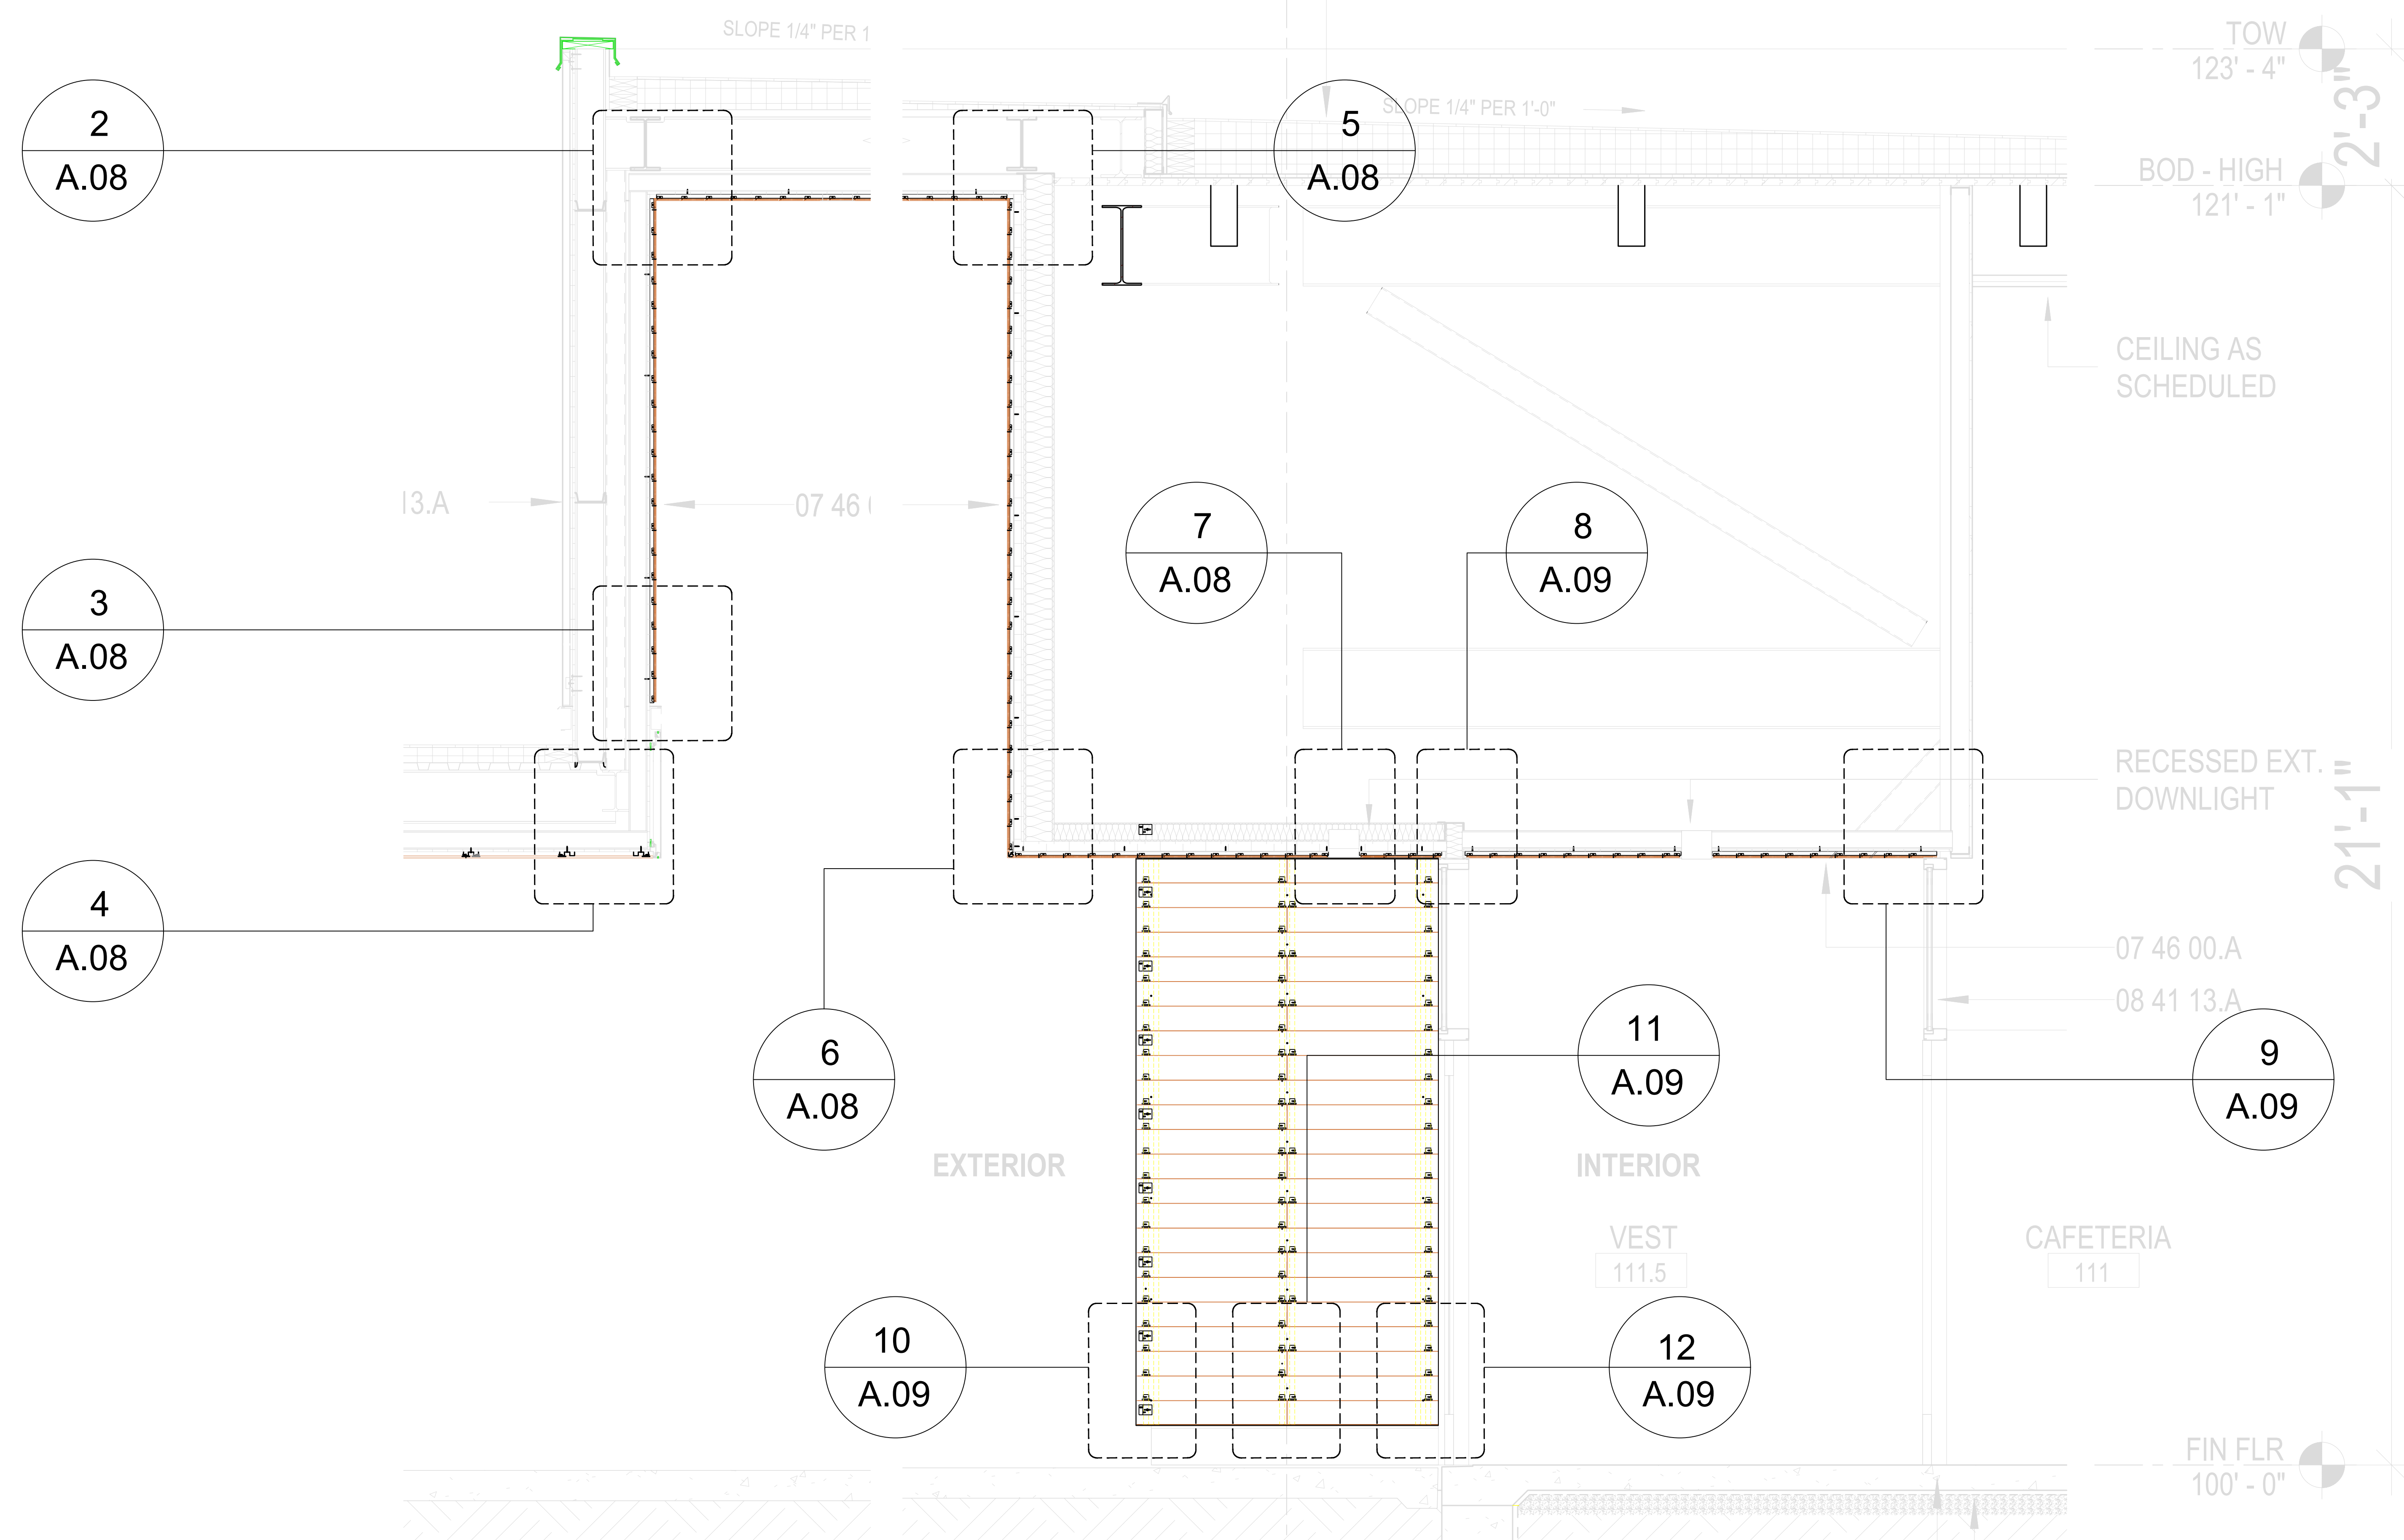 SLOPE 1/4" PER 1
TOW
123' - 4"
2'-3"
2
A.08
5
A.08
SLOPE 1/4" PER 1'-0"
BOD - HIGH
121' - 1"
CEILING AS
SCHEDULED
13.A
07 46
7
A.08
8
A.09
3
A.08
RECESSED EXT.
DOWNLIGHT
21'-1"
4
A.08
07 46 00.A
08 41 13.A
6
A.08
11
A.09
9
A.09
EXTERIOR
INTERIOR
VEST
111.5
CAFETERIA
111
10
A.09
12
A.09
FIN FLR
100' - 0"